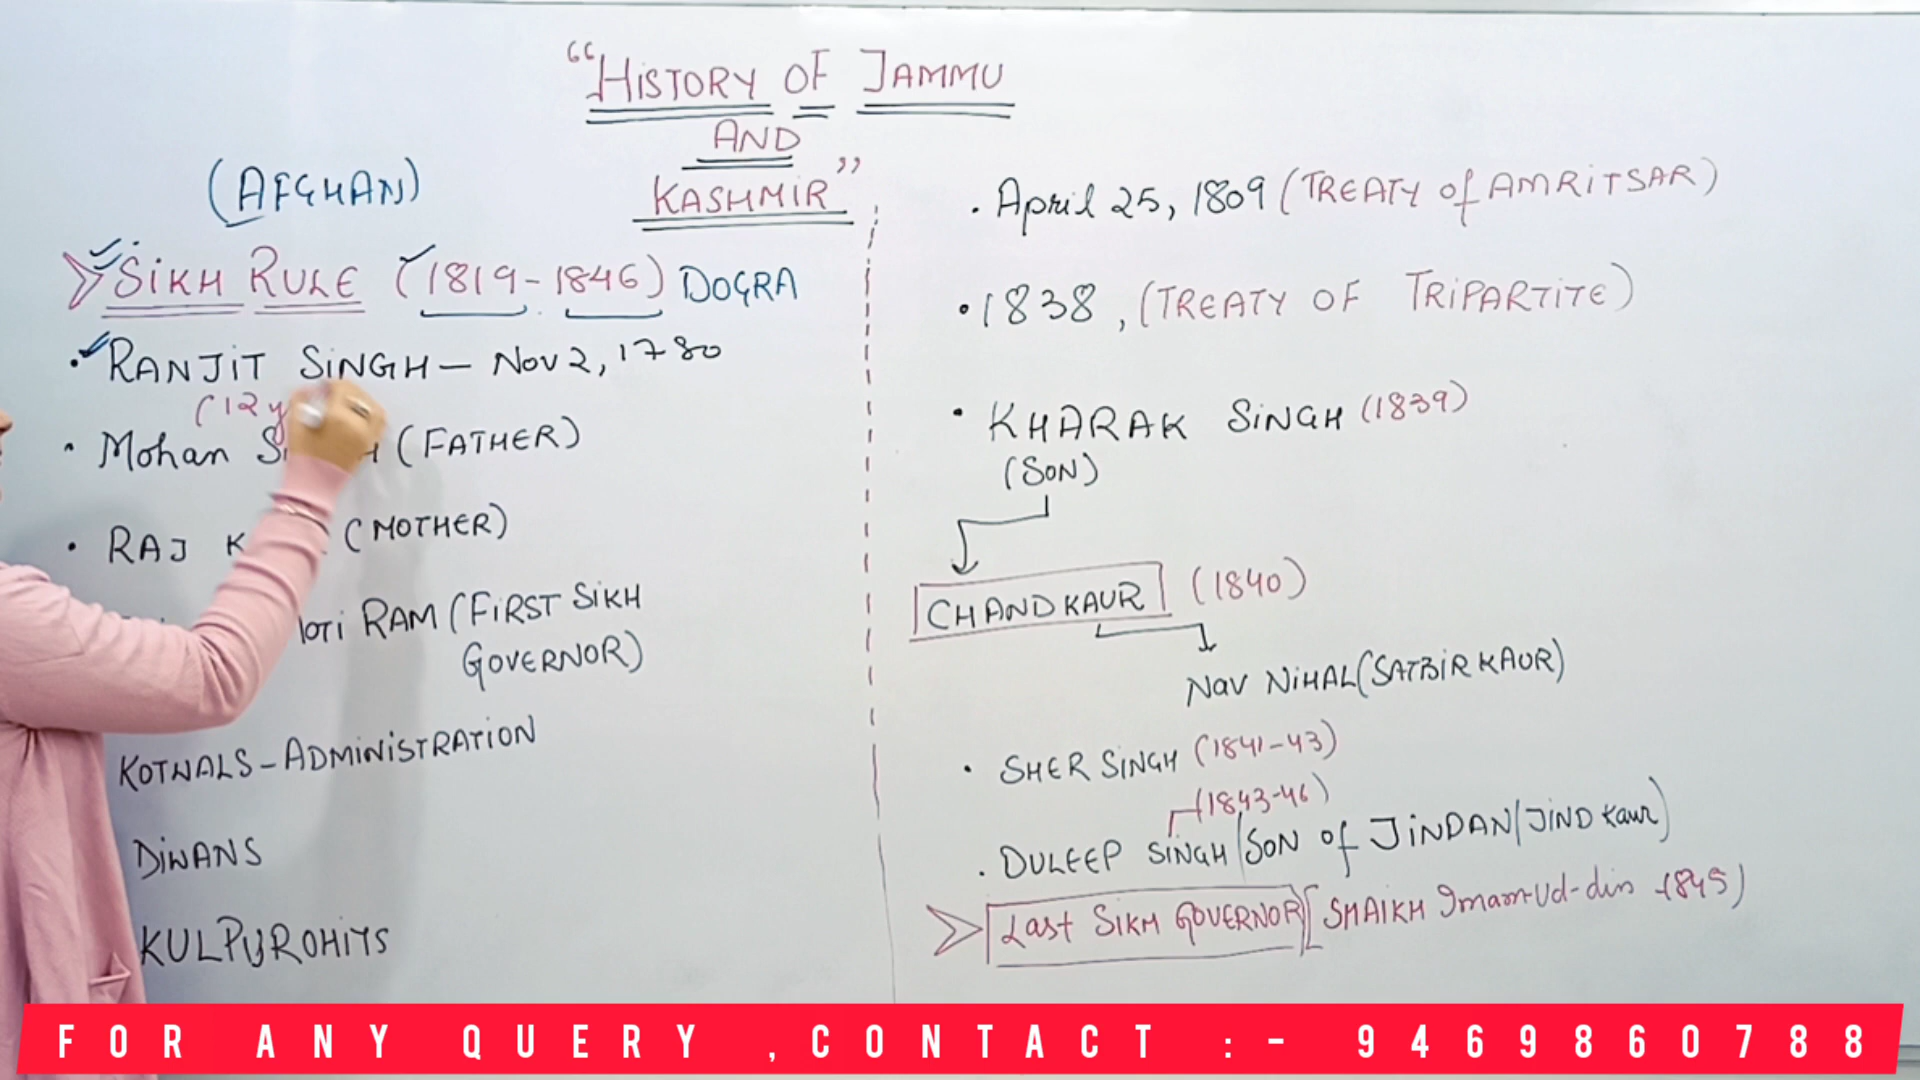 “HISTORY OF JAMMU
AND
KASHMIR”
(AFGHAN)
SIKH RULE (1819-1846) DOGRA
• RANJIT SINGH - Nov 2, 1780
(12 y
• Mohan (FATHER)
• RAJ (MOTHER)
RAM (FIRST SIKH
GOVERNOR)
KOTWALS - ADMINISTRATION
DIWANS
KULPUROHITS
• April 25, 1809 (TREATY of AMRITSAR)
• 1838, (TREATY OF TRIPARTITE)
• KHARAK SINGH (1839)
(SON)
CHANDKAUR (1840)
NAV NIHAL (SATBIR KAUR)
• SHER SINGH (1841-43)
(1843-46)
• DULEEP SINGH/SON of JINDAN/JIND Kaur)
Last SIKH GOVERNOR [SHAIKH Imam-Ud-din 1845)
FOR ANY QUERY ,CONTACT :- 9469860788